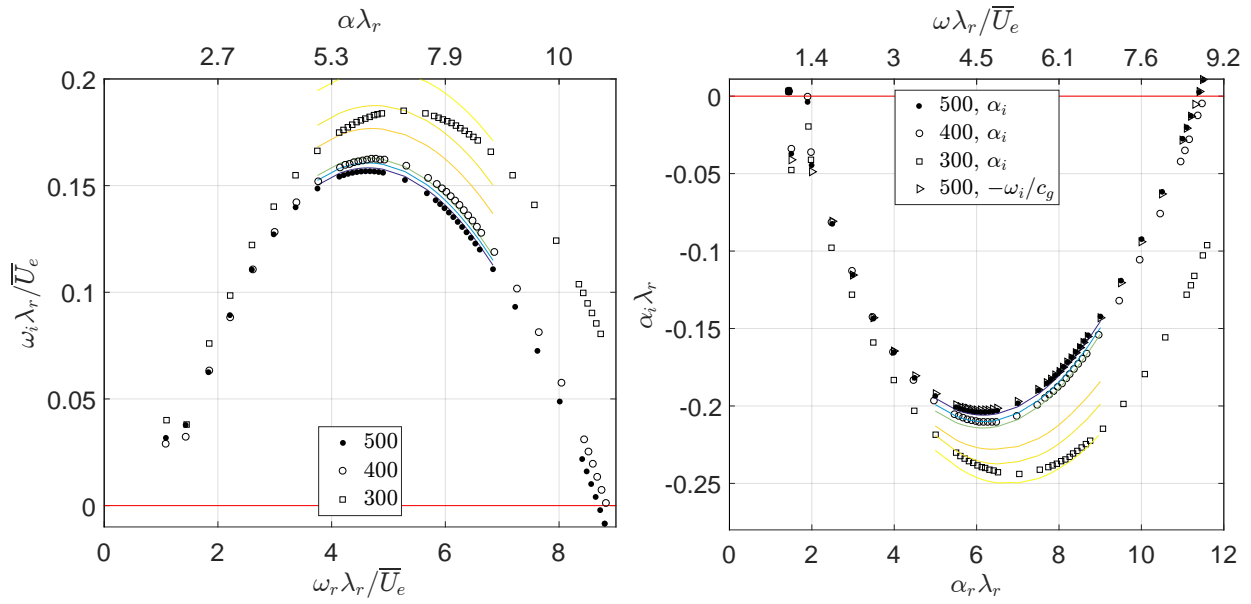 αλ_r
2.7 5.3 7.9 10
0.2
0.15
0.1
0.05
0
ω_iλ_r/U̅_e
500
400
300
0 2 4 6 8
ω_rλ_r/U̅_e
ωλ_r/U̅_e
1.4 3 4.5 6.1 7.6 9.2
0
-0.05
-0.1
-0.15
-0.2
-0.25
α_iλ_r
500, α_i
400, α_i
300, α_i
500, −ω_i/c_g
0 2 4 6 8 10 12
α_rλ_r